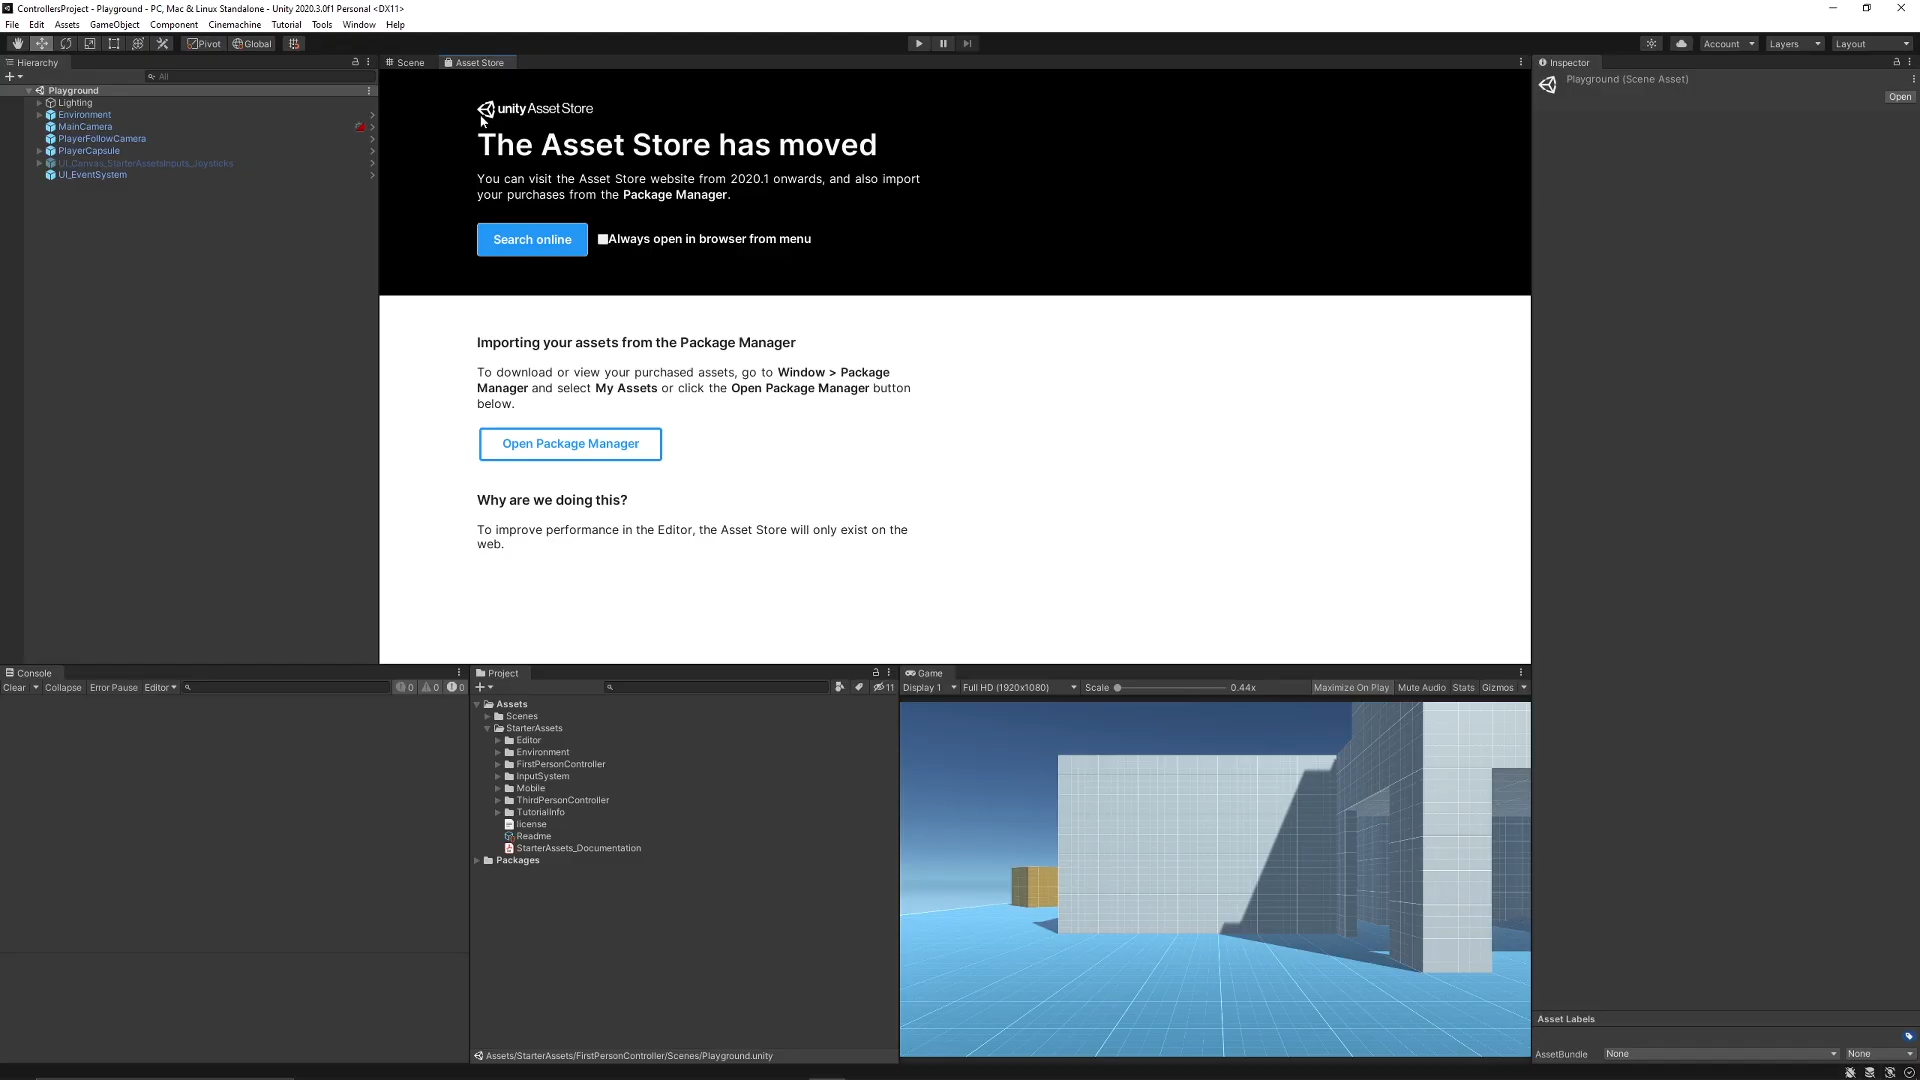 ControllersProject - Playground - PC, Mac & Linux Standalone - Unity 2020.3.0f1 Personal <DX11>
File Edit Assets GameObject Component Cinemachine Tutorial Tools Window Help
Pivot Global Account Layers Layout
Hierarchy
All
Playground
Lighting
Environment
MainCamera
PlayerFollowCamera
PlayerCapsule
UI_Canvas_StarterAssetsInputs_Joysticks
UI_EventSystem
Scene Asset Store
unity Asset Store
The Asset Store has moved
You can visit the Asset Store website from 2020.1 onwards, and also import
your purchases from the Package Manager.
Search online Always open in browser from menu
Importing your assets from the Package Manager
To download or view your purchased assets, go to Window > Package
Manager and select My Assets or click the Open Package Manager button
below.
Open Package Manager
Why are we doing this?
To improve performance in the Editor, the Asset Store will only exist on the
web.
Inspector
Playground (Scene Asset)
Open
Console
Clear Collapse Error Pause Editor 0 0 0
Project
11
Assets
Scenes
StarterAssets
Editor
Environment
FirstPersonController
InputSystem
Mobile
ThirdPersonController
TutorialInfo
license
Readme
StarterAssets_Documentation
Packages
Assets/StarterAssets/FirstPersonController/Scenes/Playground.unity
Game
Display 1 Full HD (1920x1080) Scale 0.44x Maximize On Play Mute Audio Stats Gizmos
Asset Labels
AssetBundle None None